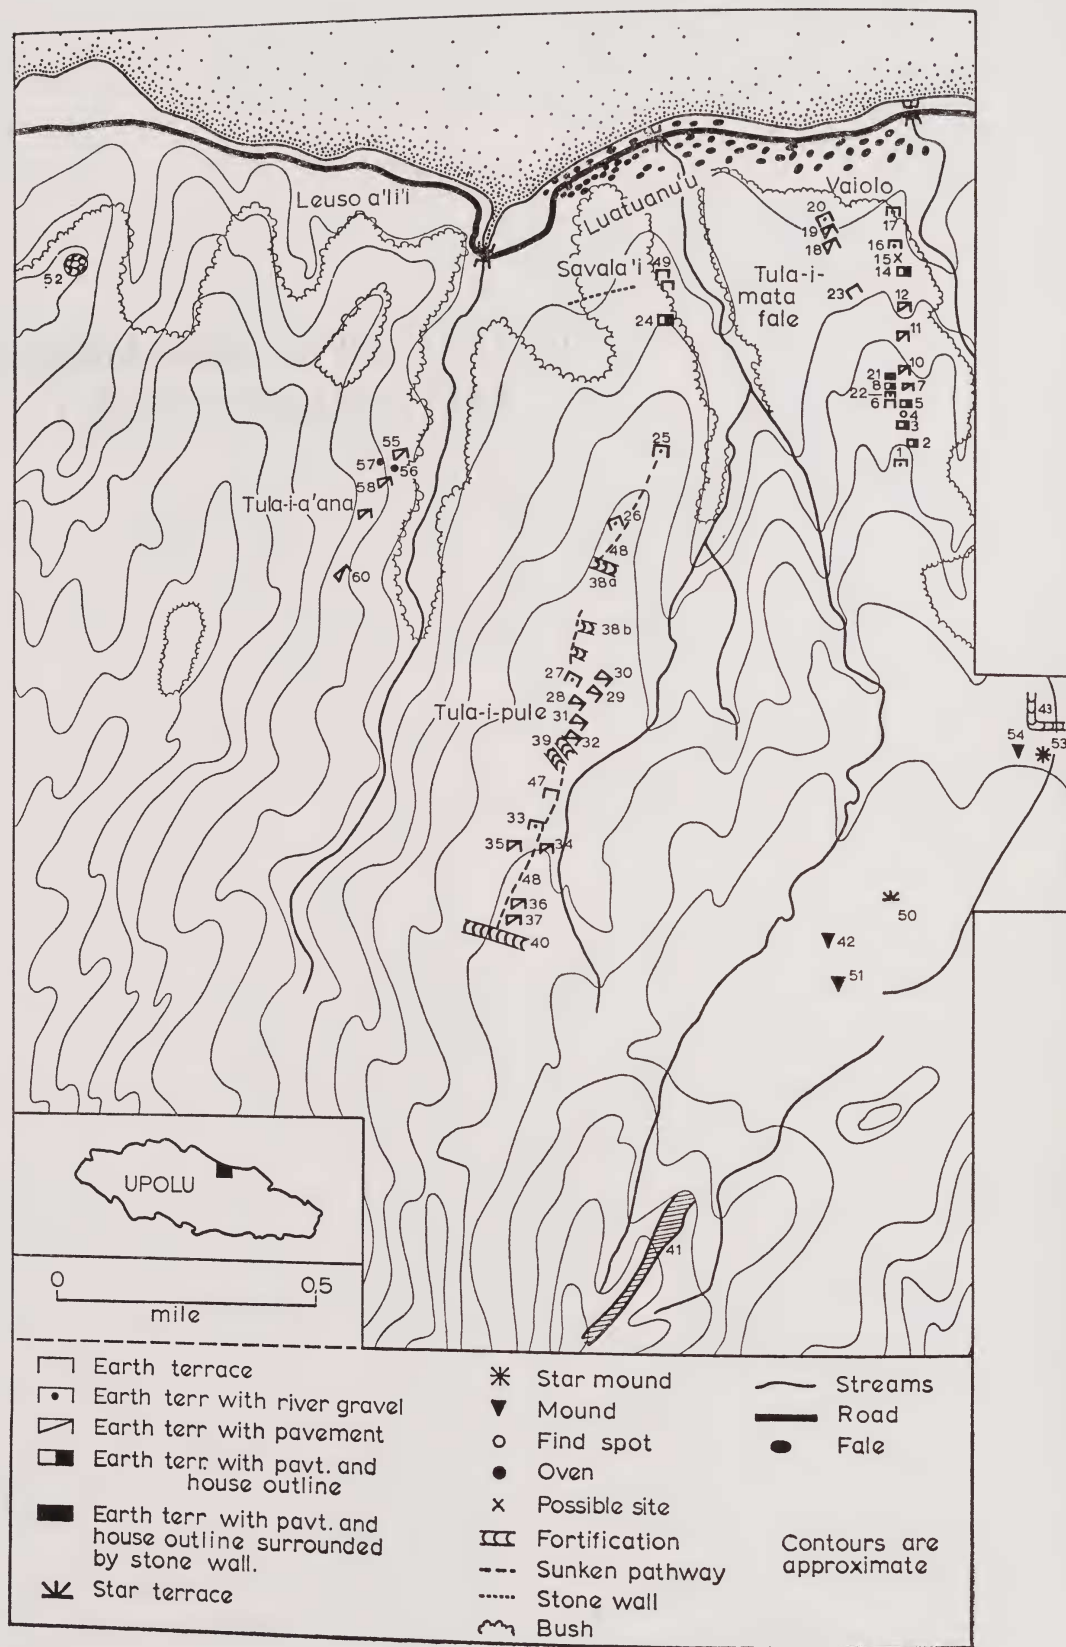 Leuso a'li'i
Luatuanu'u
Vaiolo
20
19
18
17
16
15
14
52
Savala'i
49
24
Tula-i-
mata
fale
23
12
11
10
21
8
7
22
6
5
4
3
2
1
25
55
57
56
58
Tula-i-a'ana
60
26
48
38a
38b
27
30
28
29
Tula-i-pule
31
39
32
43
54
53
47
33
35
34
48
36
37
40
50
42
51
UPOLU
41
0
0.5
mile
Earth terrace
Earth terr with river gravel
Earth terr with pavement
Earth terr. with pavt. and
house outline
Earth terr with pavt. and
house outline surrounded
by stone wall.
Star terrace
Star mound
Mound
Find spot
Oven
Possible site
Fortification
Sunken pathway
Stone wall
Bush
Streams
Road
Fale
Contours are
approximate